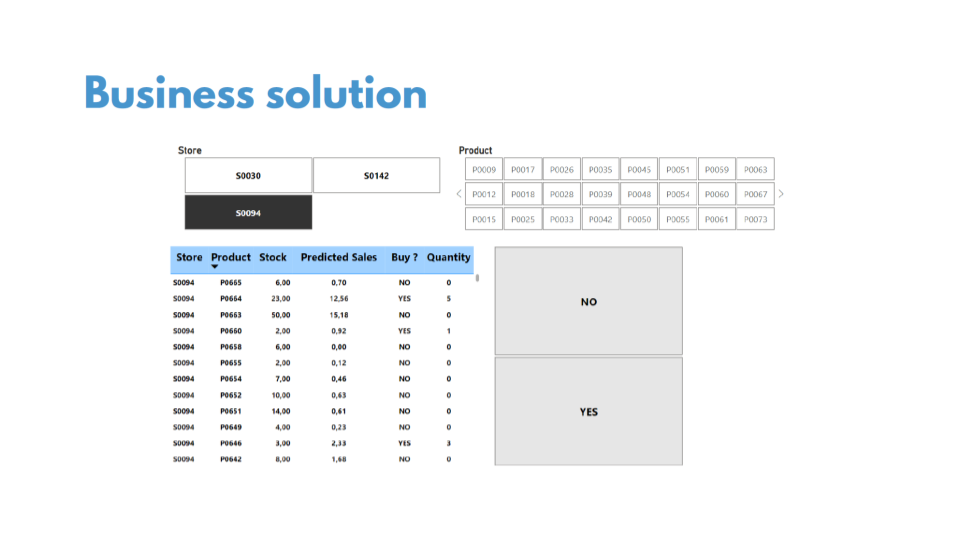 Business solution
Store
S0030 S0142
S0094
Product
P0009 P0017 P0026 P0035 P0045 P0051 P0059 P0063
P0012 P0018 P0028 P0039 P0048 P0054 P0060 P0067
P0015 P0025 P0033 P0042 P0050 P0055 P0061 P0073
Store Product Stock Predicted Sales Buy ? Quantity
S0094 P0665 6,00 0,70 NO 0
S0094 P0664 23,00 12,56 YES 5
S0094 P0663 50,00 15,18 NO 0
S0094 P0660 2,00 0,92 YES 1
S0094 P0658 6,00 0,00 NO 0
S0094 P0655 2,00 0,12 NO 0
S0094 P0654 7,00 0,46 NO 0
S0094 P0652 10,00 0,63 NO 0
S0094 P0651 14,00 0,61 NO 0
S0094 P0649 4,00 0,23 NO 0
S0094 P0646 3,00 2,33 YES 3
S0094 P0642 8,00 1,68 NO 0
NO
YES